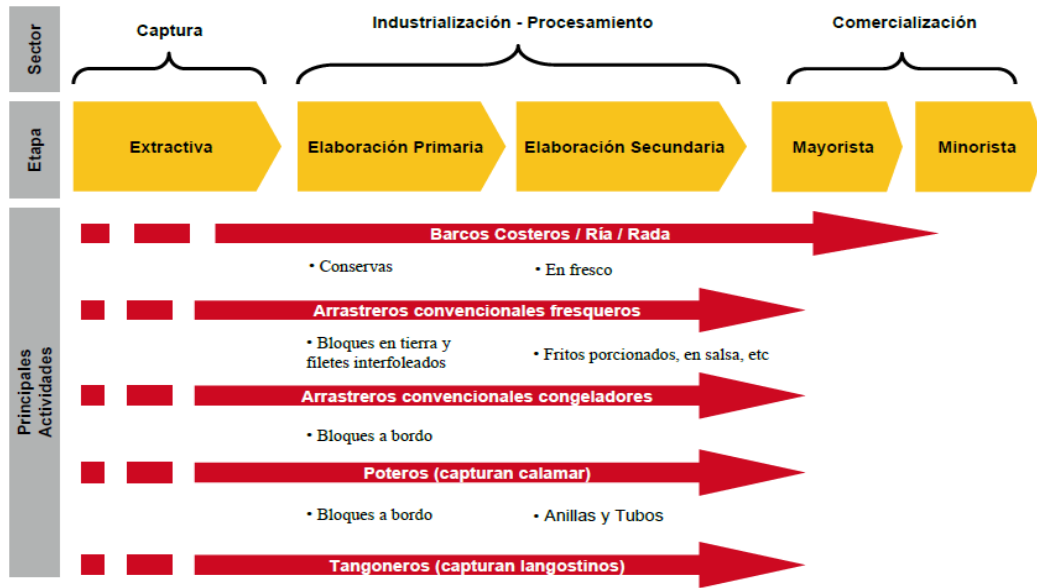 Sector
Captura
Industrialización - Procesamiento
Comercialización
Etapa
Extractiva
Elaboración Primaria
Elaboración Secundaria
Mayorista
Minorista
Principales
Actividades
Barcos Costeros / Ría / Rada
• Conservas
• En fresco
Arrastreros convencionales fresqueros
• Bloques en tierra y
filetes interfoleados
• Fritos porcionados, en salsa, etc
Arrastreros convencionales congeladores
• Bloques a bordo
Poteros (capturan calamar)
• Bloques a bordo
• Anillas y Tubos
Tangoneros (capturan langostinos)